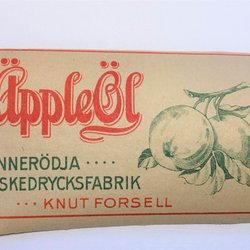 ÄppleÖl
NNERÖDJA ....
SKEDRYCKSFABRIK
... KNUT FORSELL